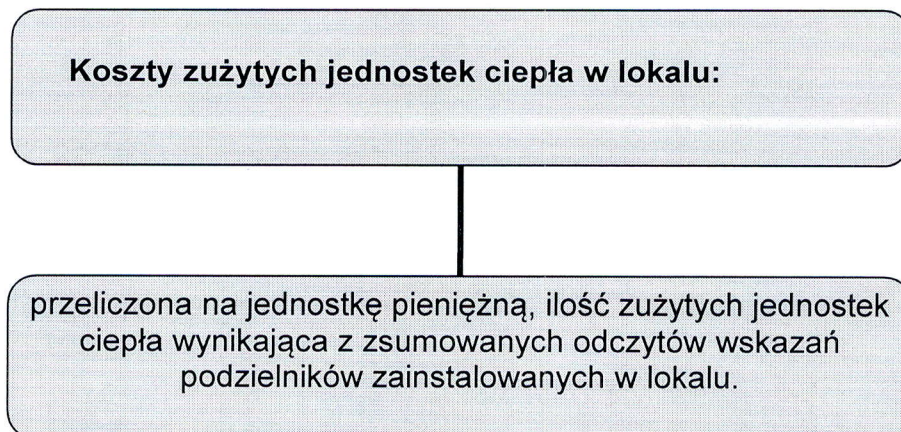 Koszty zużytych jednostek ciepła w lokalu:
przeliczona na jednostkę pieniężną, ilość zużytych jednostek
ciepła wynikająca z zsumowanych odczytów wskazań
podzielników zainstalowanych w lokalu.